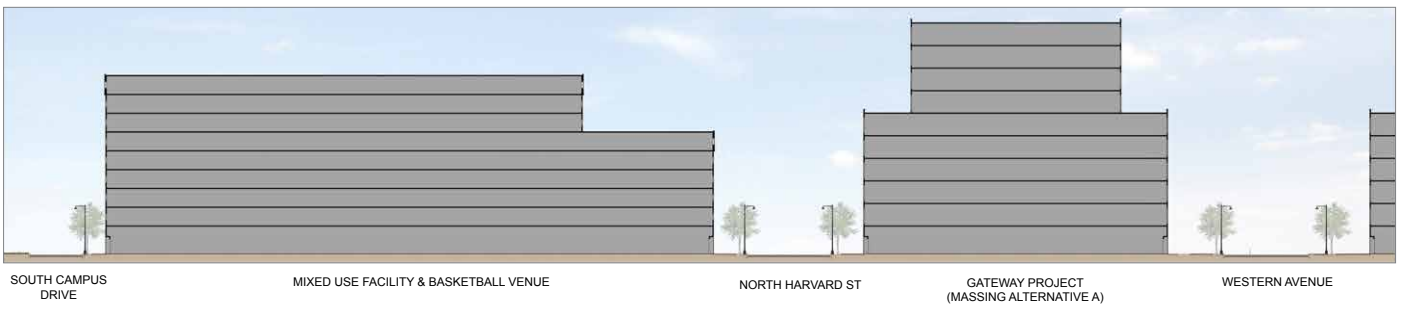 SOUTH CAMPUS
DRIVE
MIXED USE FACILITY & BASKETBALL VENUE
NORTH HARVARD ST
GATEWAY PROJECT
(MASSING ALTERNATIVE A)
WESTERN AVENUE